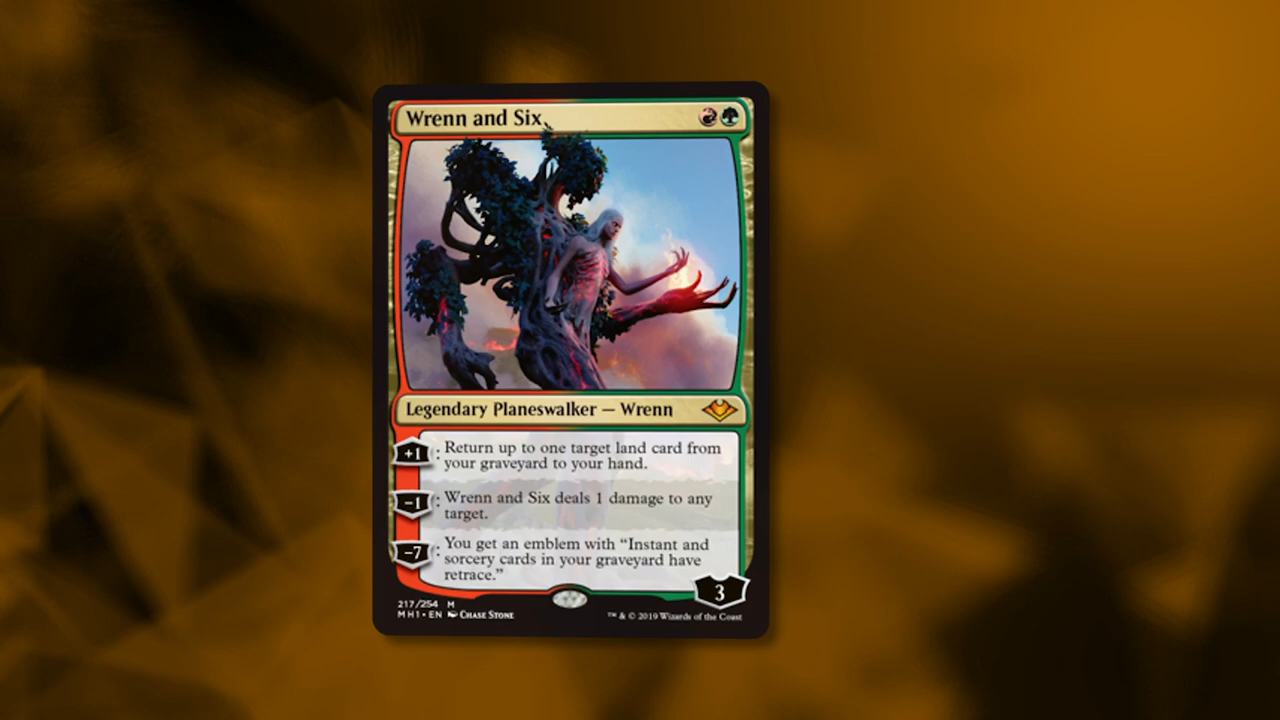 Wrenn and Six
Legendary Planeswalker — Wrenn
+1: Return up to one target land card from
your graveyard to your hand.
−1: Wrenn and Six deals 1 damage to any
target.
−7: You get an emblem with “Instant and
sorcery cards in your graveyard have
retrace.”
3
217/254 M
MH1 • EN Chase Stone
™ & © 2019 Wizards of the Coast